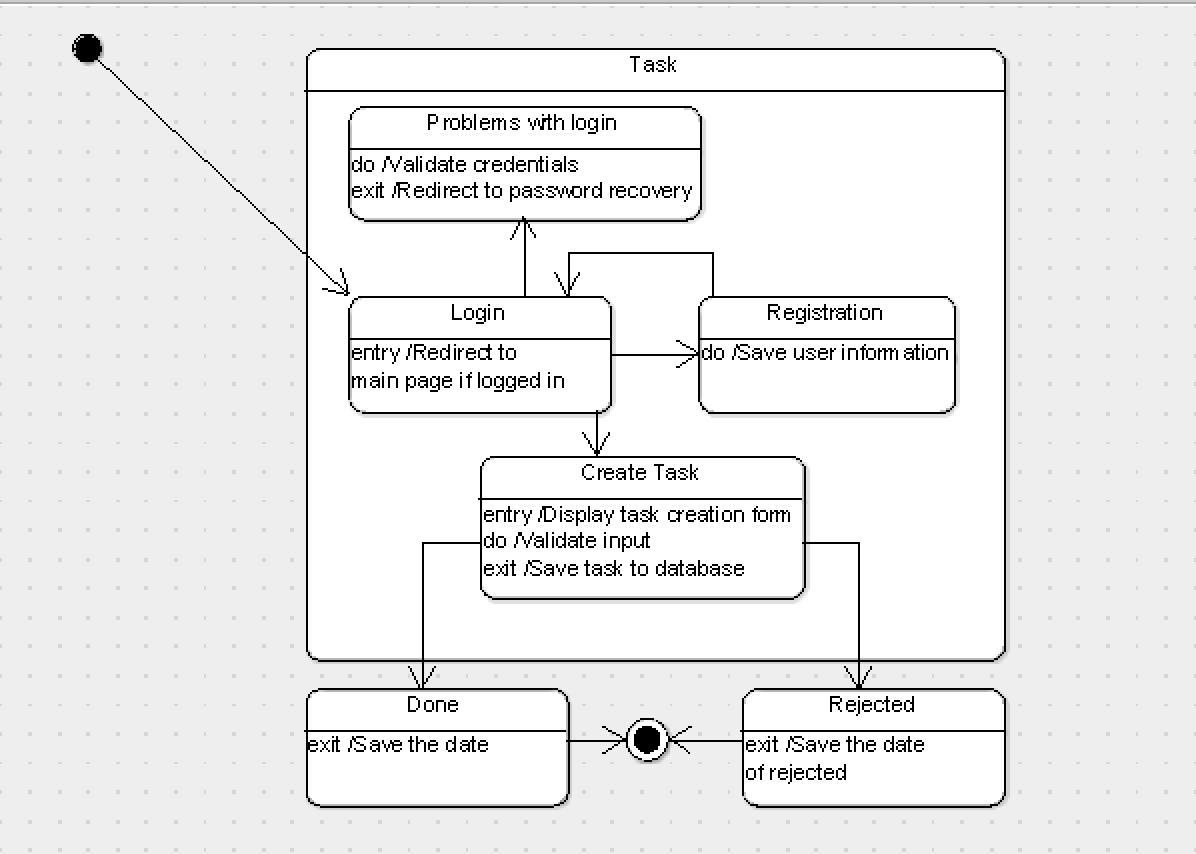 Task
Problems with login
do /Validate credentials
exit /Redirect to password recovery
Login
entry /Redirect to
main page if logged in
Registration
do /Save user information
Create Task
entry /Display task creation form
do /Validate input
exit /Save task to database
Done
exit /Save the date
Rejected
exit /Save the date
of rejected